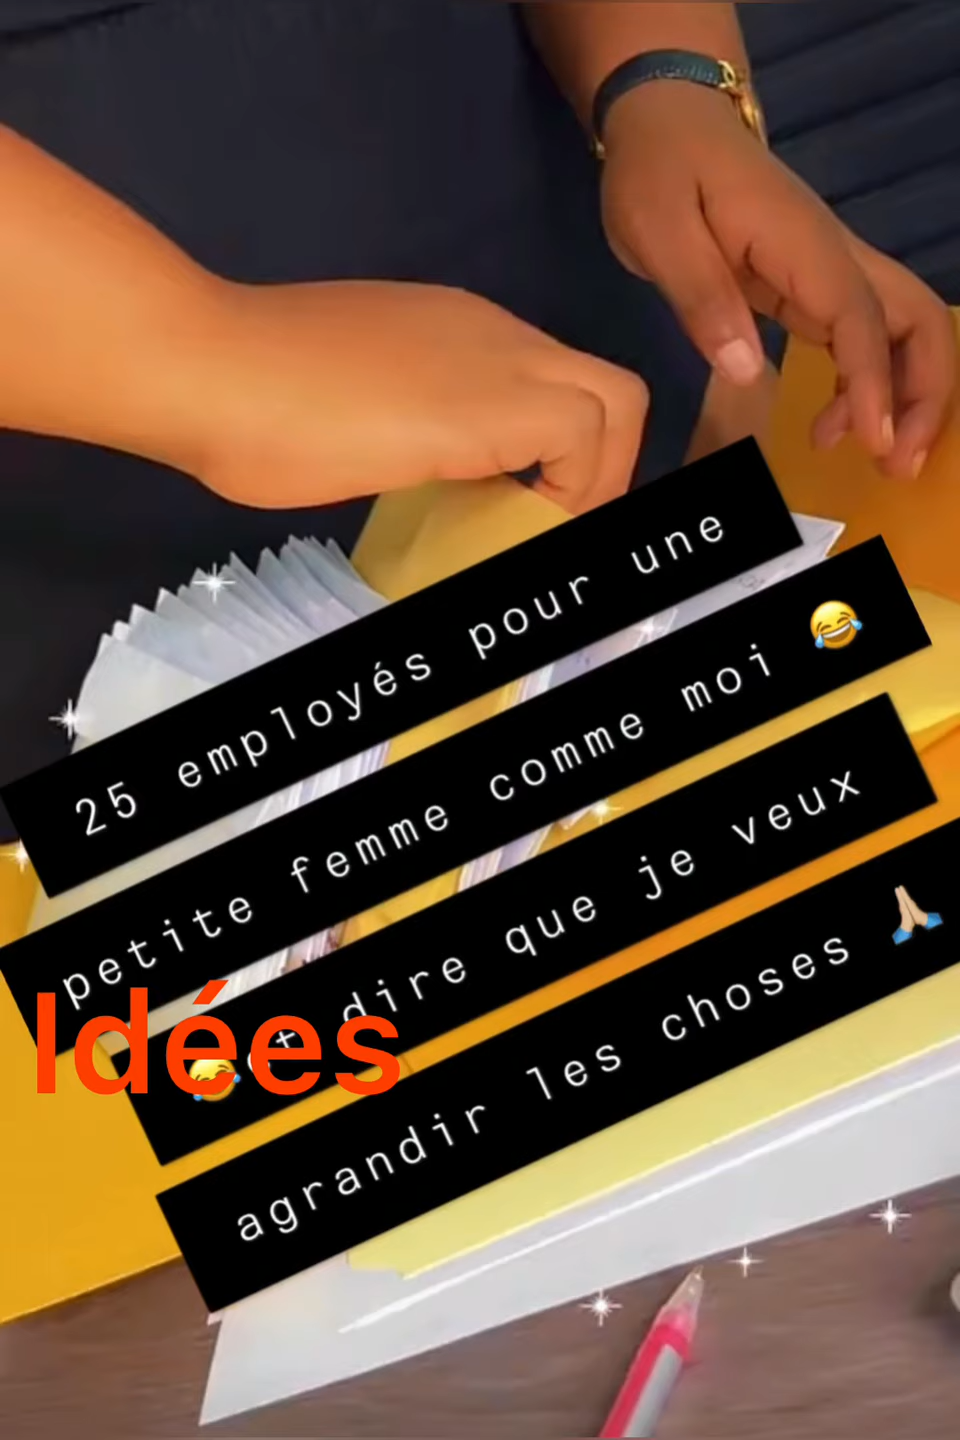 25 employés pour une
petite femme comme moi 😂
😂 et dire que je veux
agrandir les choses 🙏🏼
Idées